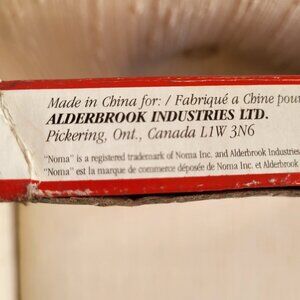 Made in China for: / Fabriqué a Chine pour
ALDERBROOK INDUSTRIES LTD.
Pickering, Ont., Canada L1W 3N6
"Noma" is a registered trademark of Noma Inc. and Alderbrook Industries
"Noma" est la marque de commerce déposée de Noma Inc. et Alderbrook